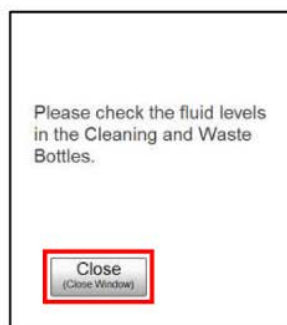 Please check the fluid levels
in the Cleaning and Waste
Bottles.
Close
(Close Window)